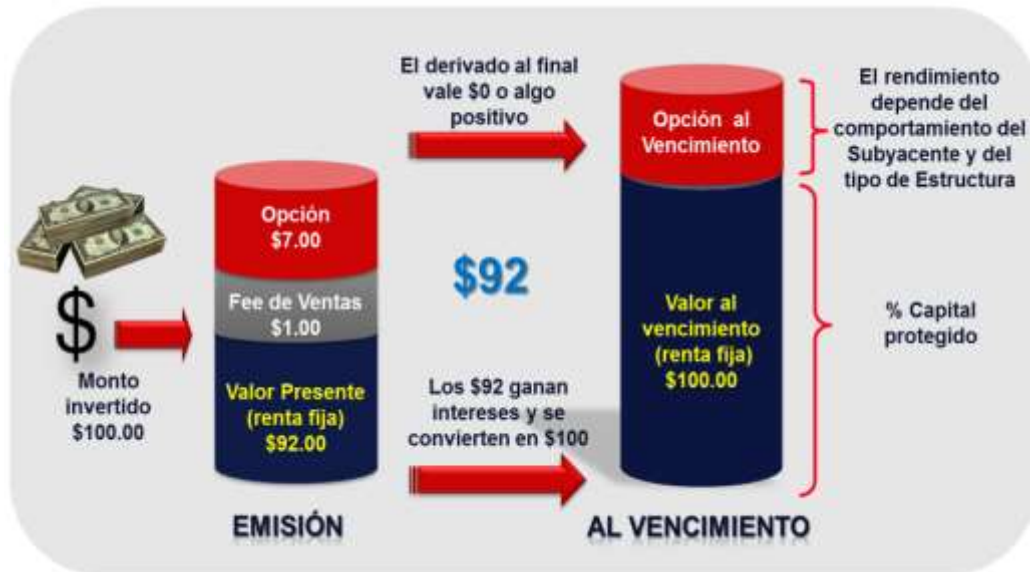 El derivado al final
vale $0 o algo
positivo
El rendimiento
depende del
comportamiento del
Subyacente y del
tipo de Estructura
Opción al
Vencimiento
Opción
$7.00
$92
Fee de Ventas
$1.00
$
Monto
invertido
$100.00
Valor Presente
(renta fija)
$92.00
Los $92 ganan
intereses y se
convierten en $100
Valor al
vencimiento
(renta fija)
$100.00
% Capital
protegido
EMISIÓN
AL VENCIMIENTO